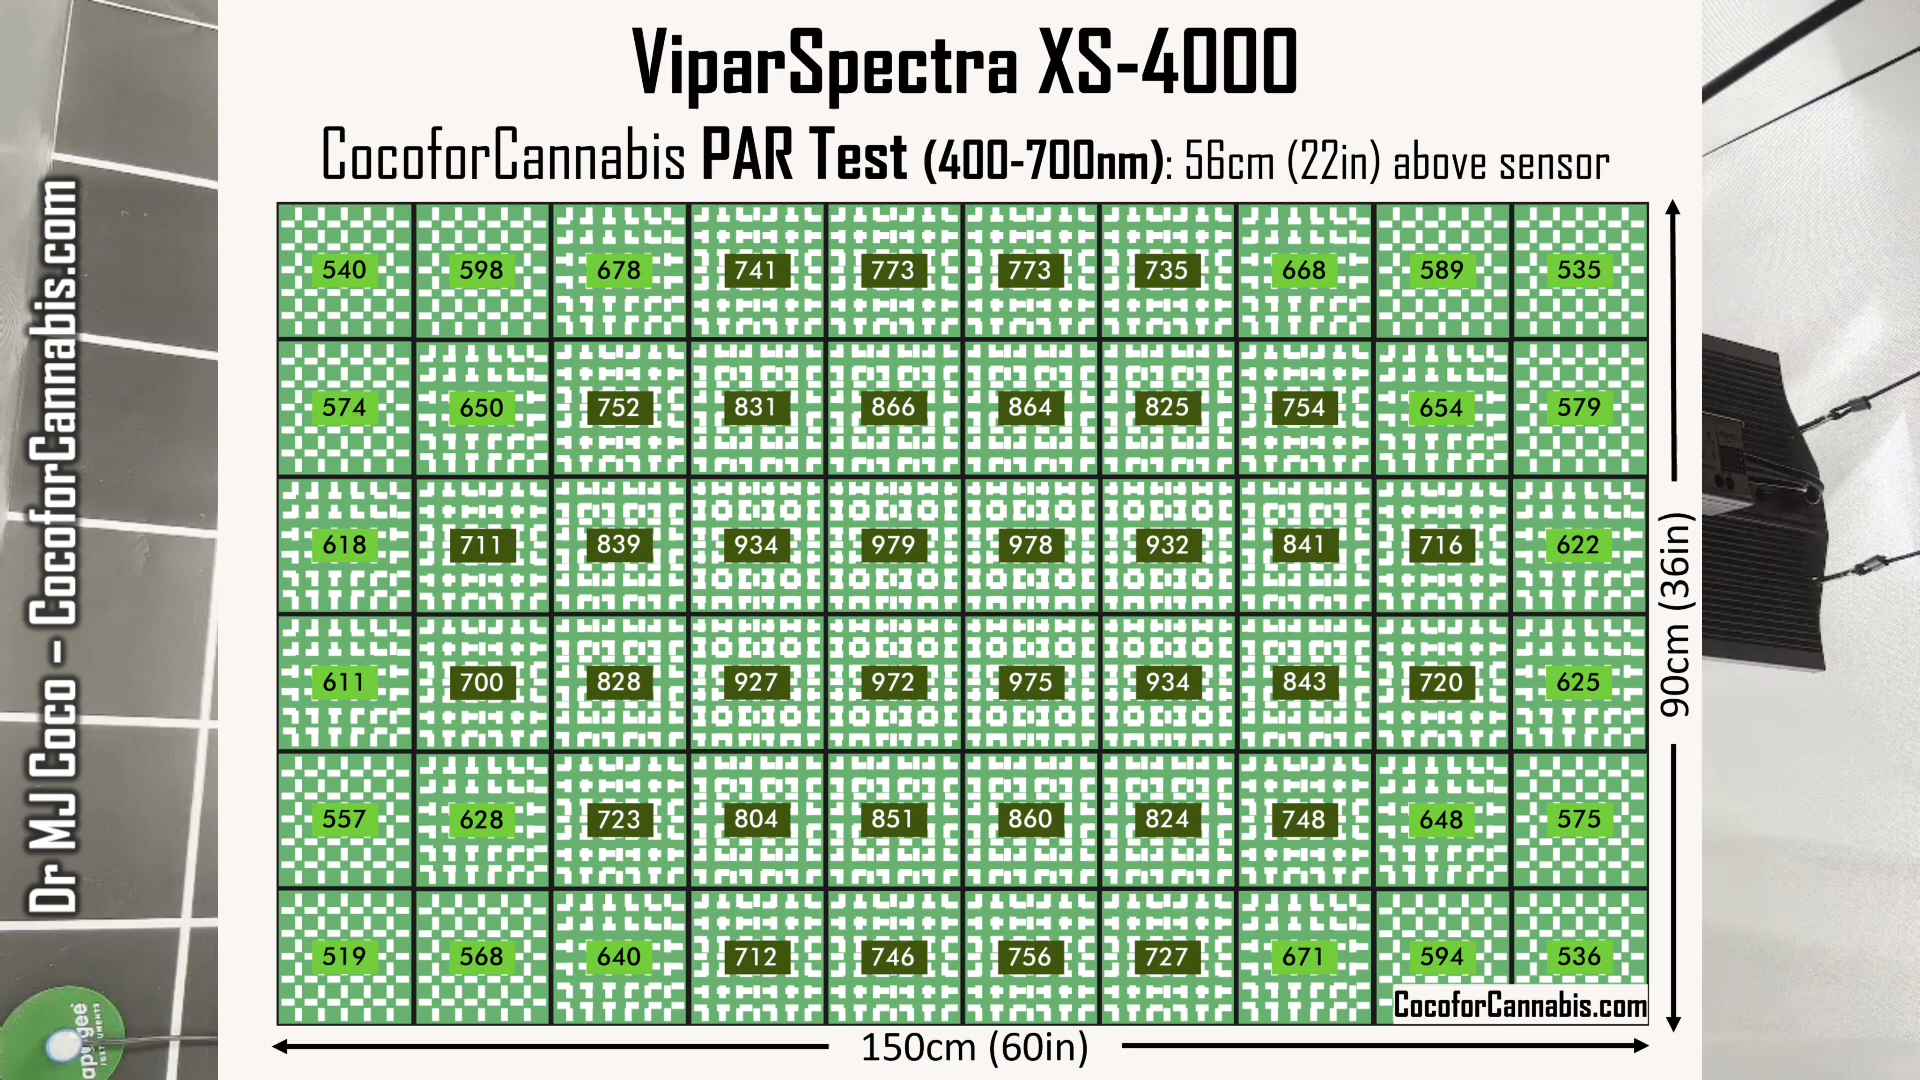 ViparSpectra XS-4000
CocoforCannabis PAR Test (400-700nm): 56cm (22in) above sensor
540 598 678 741 773 773 735 668 589 535
574 650 752 831 866 864 825 754 654 579
618 711 839 934 979 978 932 841 716 622
611 700 828 927 972 975 934 843 720 625
557 628 723 804 851 860 824 748 648 575
519 568 640 712 746 756 727 671 594 536
CocoforCannabis.com
150cm (60in)
90cm (36in)
Dr MJ Coco – CocoforCannabis.com
apogee
INSTRUMENTS